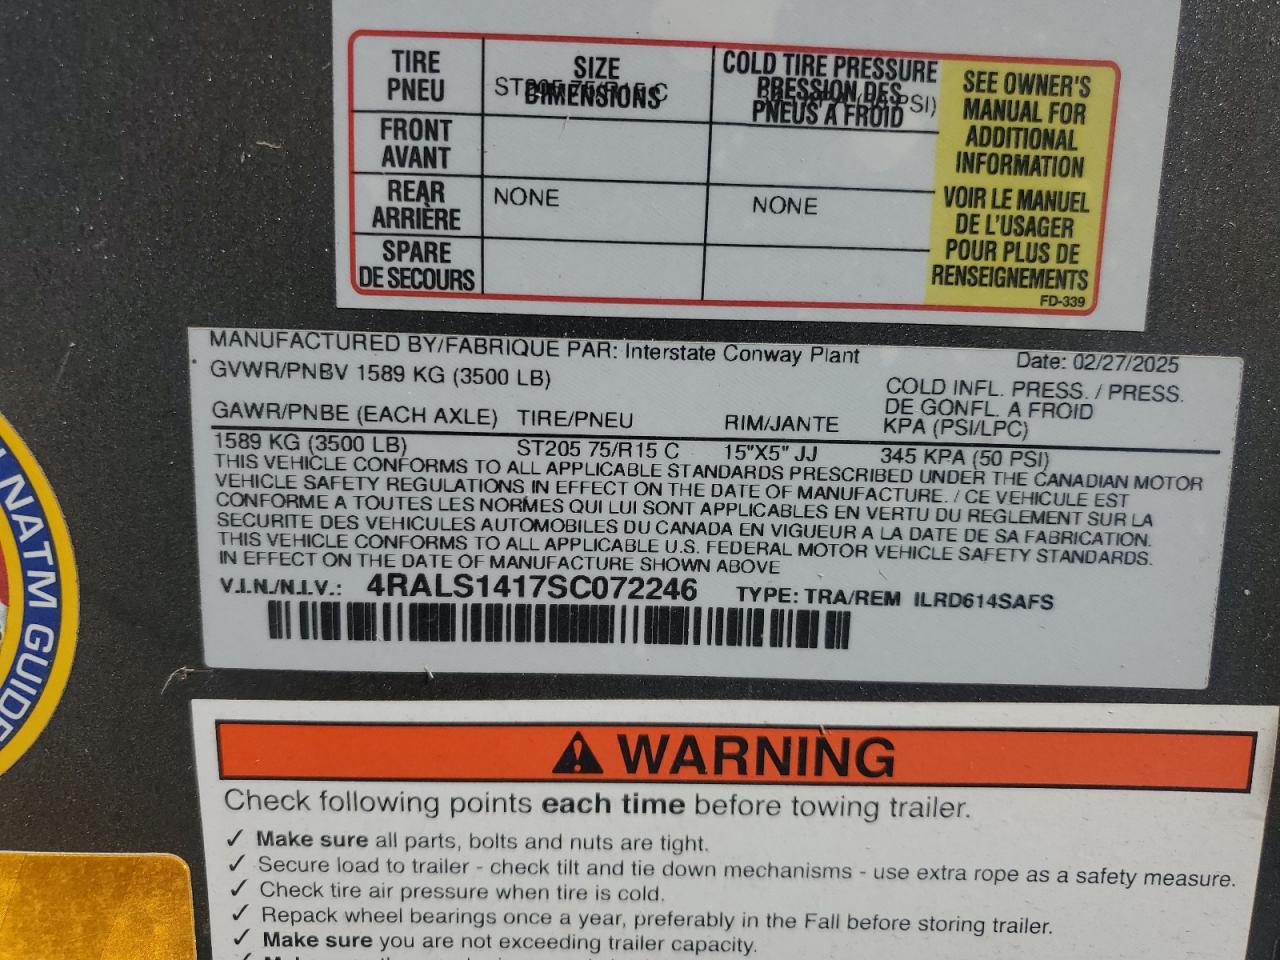 TIRE
PNEU
SIZE
DIMENSIONS
ST205 75/R15 C
COLD TIRE PRESSURE
PRESSION DES
PNEUS A FROID
PSI)
FRONT
AVANT
REAR
ARRIÈRE
NONE
NONE
SPARE
DE SECOURS
SEE OWNER'S
MANUAL FOR
ADDITIONAL
INFORMATION
VOIR LE MANUEL
DE L'USAGER
POUR PLUS DE
RENSEIGNEMENTS
FD-339
MANUFACTURED BY/FABRIQUE PAR: Interstate Conway Plant Date: 02/27/2025
GVWR/PNBV 1589 KG (3500 LB)
COLD INFL. PRESS. / PRESS.
DE GONFL. A FROID
GAWR/PNBE (EACH AXLE) TIRE/PNEU RIM/JANTE KPA (PSI/LPC)
1589 KG (3500 LB) ST205 75/R15 C 15"X5" JJ 345 KPA (50 PSI)
THIS VEHICLE CONFORMS TO ALL APPLICABLE STANDARDS PRESCRIBED UNDER THE CANADIAN MOTOR
VEHICLE SAFETY REGULATIONS IN EFFECT ON THE DATE OF MANUFACTURE. / CE VEHICULE EST
CONFORME A TOUTES LES NORMES QUI LUI SONT APPLICABLES EN VERTU DU REGLEMENT SUR LA
SECURITE DES VEHICULES AUTOMOBILES DU CANADA EN VIGUEUR A LA DATE DE SA FABRICATION.
THIS VEHICLE CONFORMS TO ALL APPLICABLE U.S. FEDERAL MOTOR VEHICLE SAFETY STANDARDS.
IN EFFECT ON THE DATE OF MANUFACTURE SHOWN ABOVE
V.I.N./N.I.V.: 4RALS1417SC072246 TYPE: TRA/REM ILRD614SAFS
NATM GUIDE
WARNING
Check following points each time before towing trailer.
✓ Make sure all parts, bolts and nuts are tight.
✓ Secure load to trailer - check tilt and tie down mechanisms - use extra rope as a safety measure.
✓ Check tire air pressure when tire is cold.
✓ Repack wheel bearings once a year, preferably in the Fall before storing trailer.
✓ Make sure you are not exceeding trailer capacity.